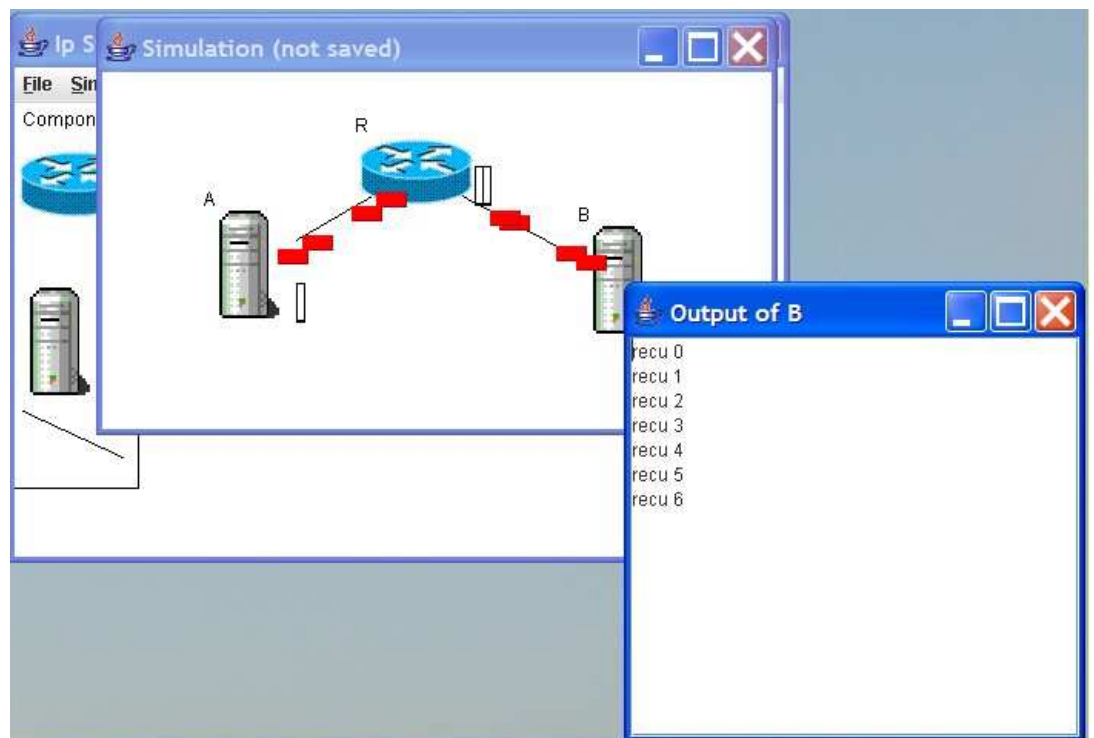 Ip S
Simulation (not saved)
File Sin
Compon
R
A
B
Output of B
recu 0
recu 1
recu 2
recu 3
recu 4
recu 5
recu 6